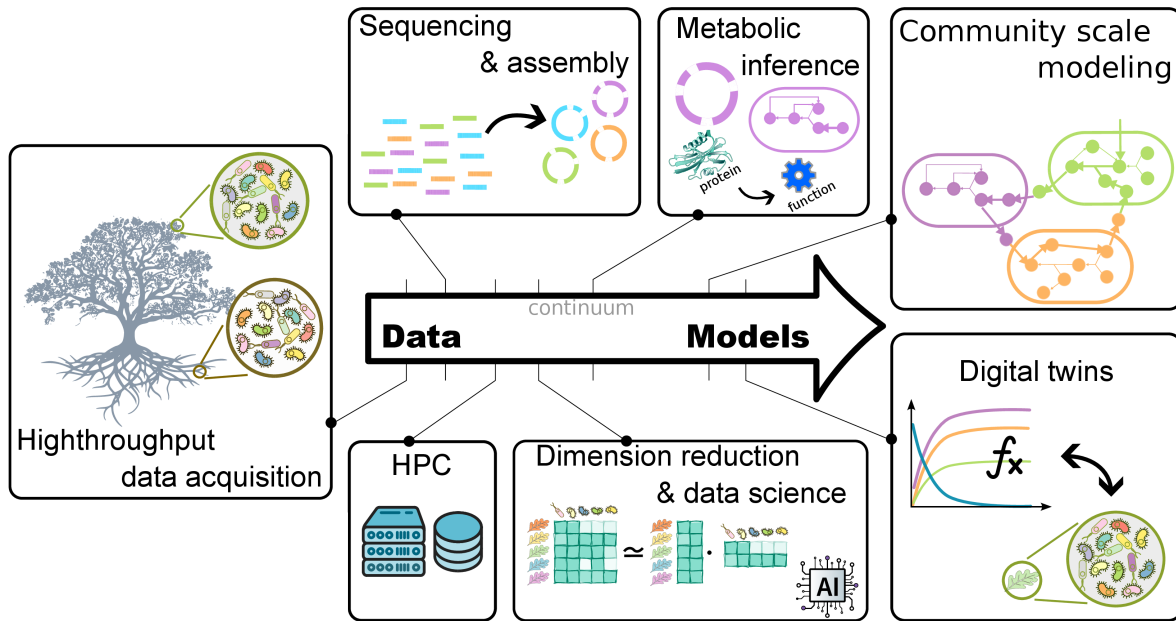 Sequencing
& assembly
Metabolic
inference
protein
function
Community scale
modeling
Highthroughput
data acquisition
continuum
Data
Models
HPC
Dimension reduction
& data science
≃
·
AI
Digital twins
fx